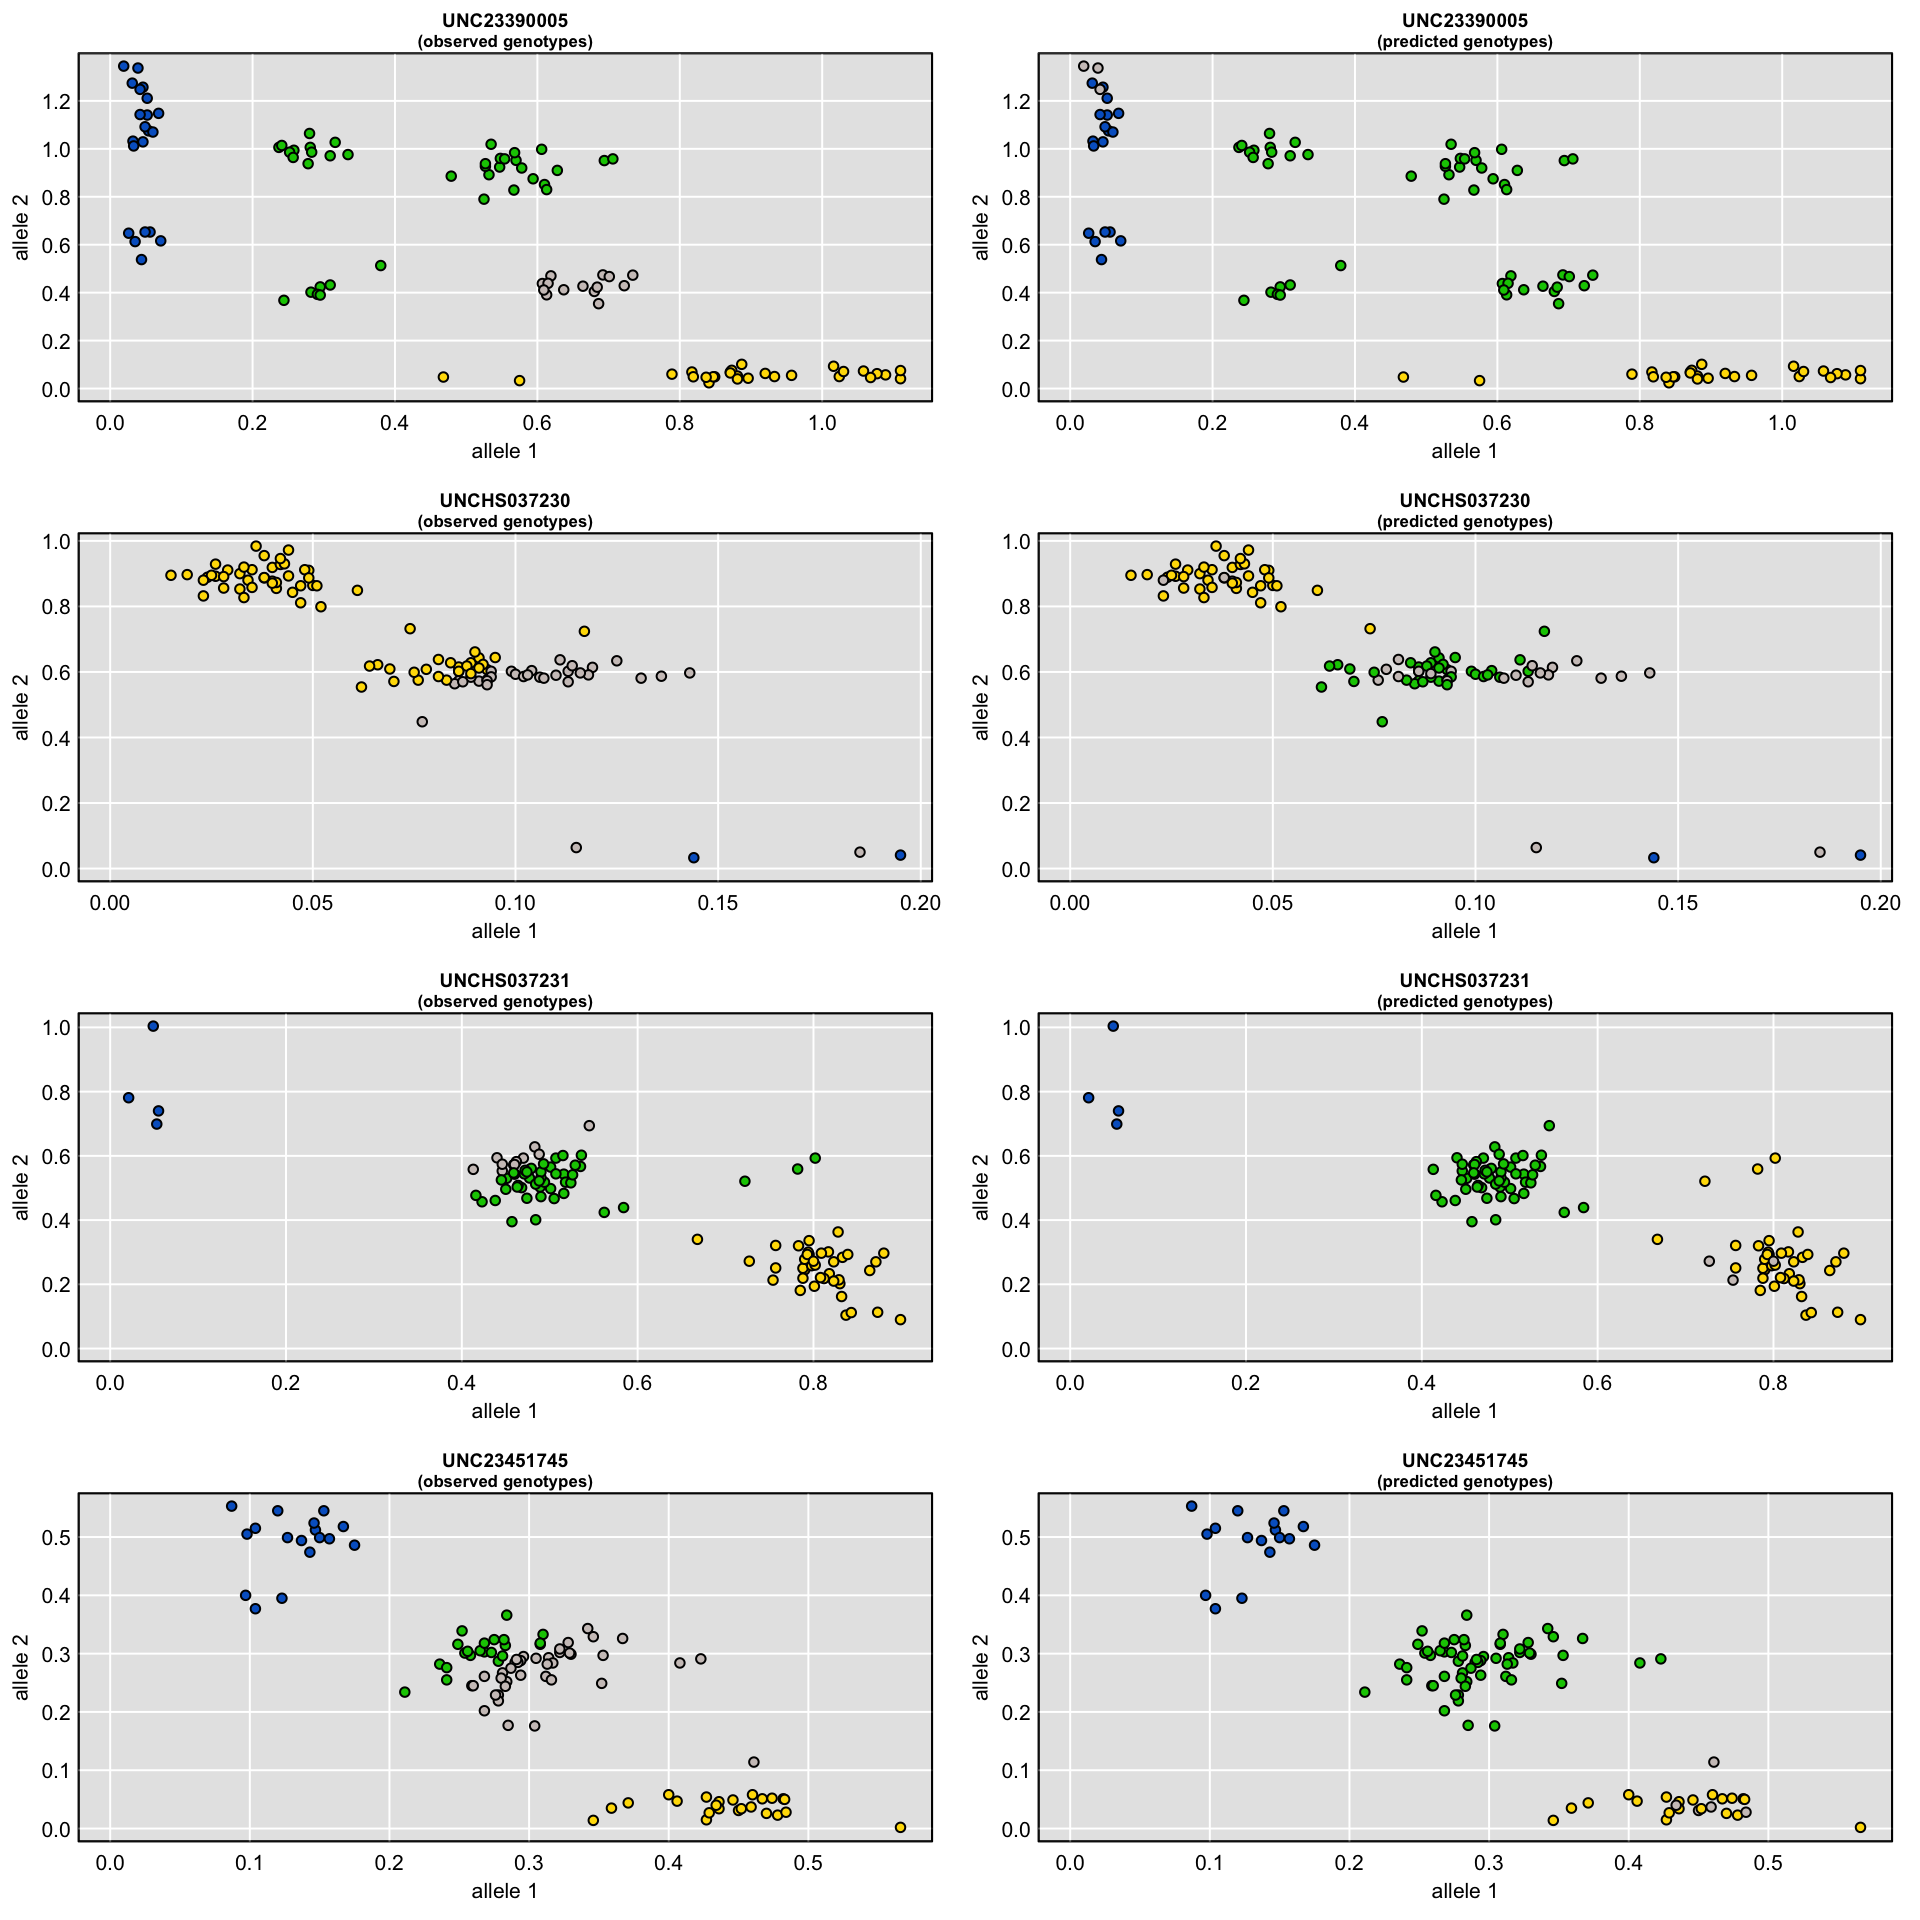 UNC23390005
(observed genotypes)
allele 2
1.2
1.0
0.8
0.6
0.4
0.2
0.0
0.0 0.2 0.4 0.6 0.8 1.0
allele 1
UNC23390005
(predicted genotypes)
allele 2
1.2
1.0
0.8
0.6
0.4
0.2
0.0
0.0 0.2 0.4 0.6 0.8 1.0
allele 1
UNCHS037230
(observed genotypes)
allele 2
1.0
0.8
0.6
0.4
0.2
0.0
0.00 0.05 0.10 0.15 0.20
allele 1
UNCHS037230
(predicted genotypes)
allele 2
1.0
0.8
0.6
0.4
0.2
0.0
0.00 0.05 0.10 0.15 0.20
allele 1
UNCHS037231
(observed genotypes)
allele 2
1.0
0.8
0.6
0.4
0.2
0.0
0.0 0.2 0.4 0.6 0.8
allele 1
UNCHS037231
(predicted genotypes)
allele 2
1.0
0.8
0.6
0.4
0.2
0.0
0.0 0.2 0.4 0.6 0.8
allele 1
UNC23451745
(observed genotypes)
allele 2
0.5
0.4
0.3
0.2
0.1
0.0
0.0 0.1 0.2 0.3 0.4 0.5
allele 1
UNC23451745
(predicted genotypes)
allele 2
0.5
0.4
0.3
0.2
0.1
0.0
0.0 0.1 0.2 0.3 0.4 0.5
allele 1